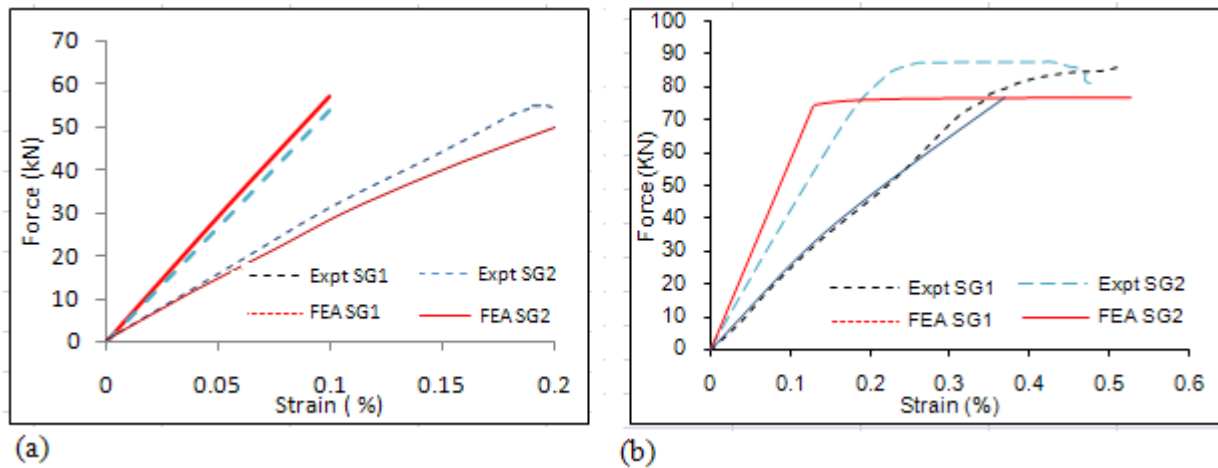 70
60
50
40
30
20
10
0
Force (kN)
Expt SG1
Expt SG2
FEA SG1
FEA SG2
0 0.05 0.1 0.15 0.2
Strain ( %)
(a)
100
90
80
70
60
50
40
30
20
10
0
Force (KN)
Expt SG1
Expt SG2
FEA SG1
FEA SG2
0 0.1 0.2 0.3 0.4 0.5 0.6
Strain (%)
(b)